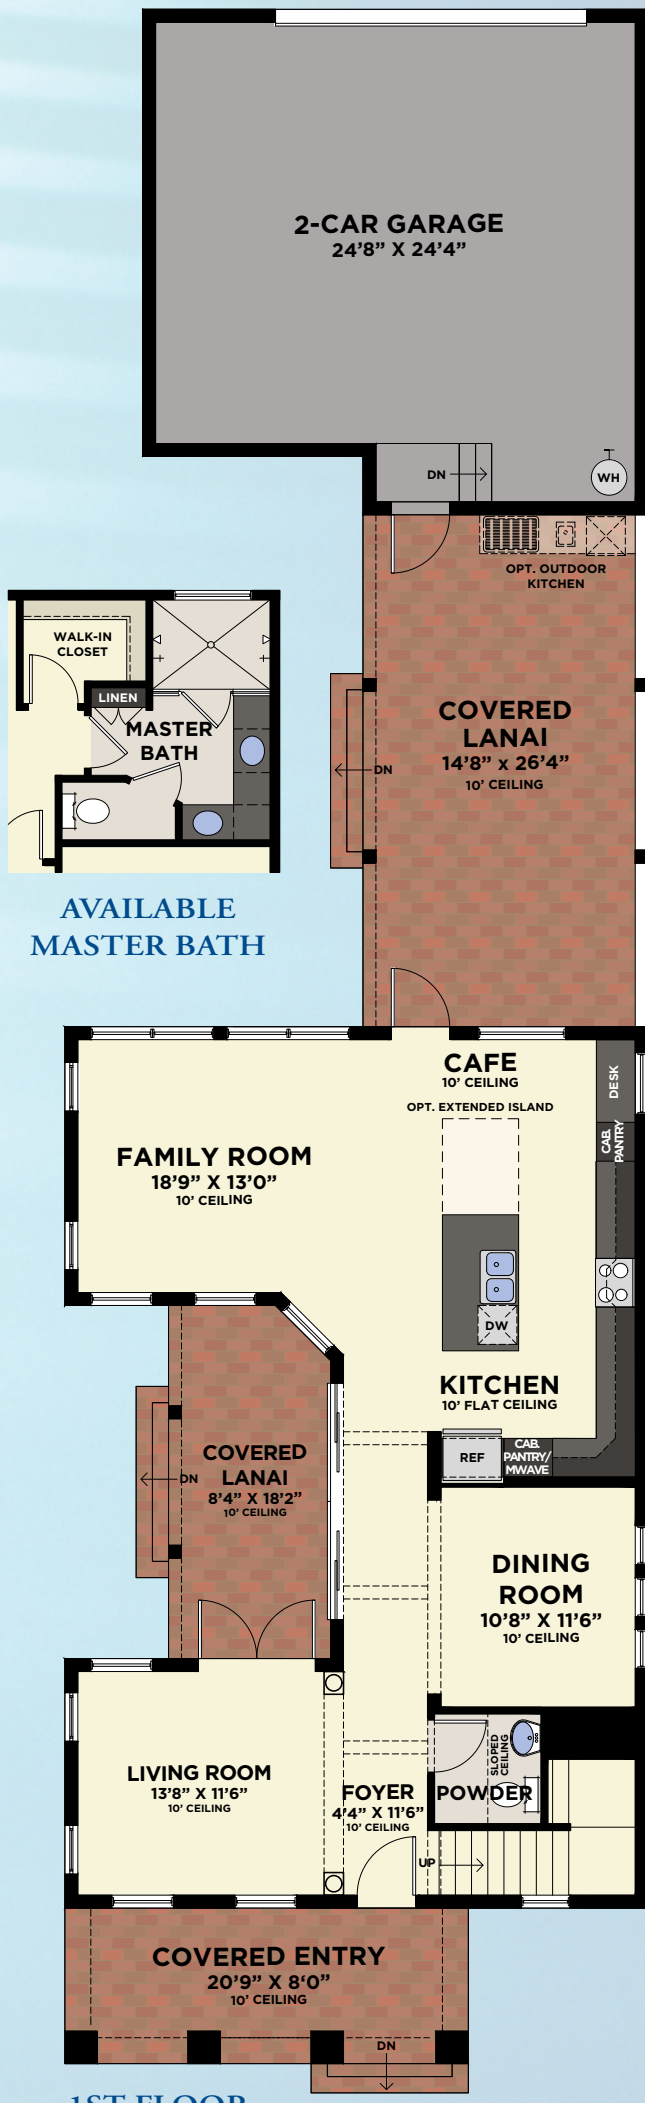 2-CAR GARAGE
24'8" X 24'4"
DN
WH
OPT. OUTDOOR
KITCHEN
WALK-IN
CLOSET
LINEN
MASTER
BATH
COVERED
LANAI
14'8" x 26'4"
10' CEILING
DN
AVAILABLE
MASTER BATH
CAFE
10' CEILING
DESK
OPT. EXTENDED ISLAND
CAB.
PANTRY
FAMILY ROOM
18'9" X 13'0"
10' CEILING
DW
KITCHEN
10' FLAT CEILING
REF
CAB.
PANTRY/
MWAVE
COVERED
LANAI
8'4" X 18'2"
10' CEILING
DN
DINING
ROOM
10'8" X 11'6"
10' CEILING
SLOPED
CEILING
POWDER
LIVING ROOM
13'8" X 11'6"
10' CEILING
FOYER
4'4" X 11'6"
10' CEILING
UP
COVERED ENTRY
20'9" X 8'0"
10' CEILING
DN
1ST FLOOR